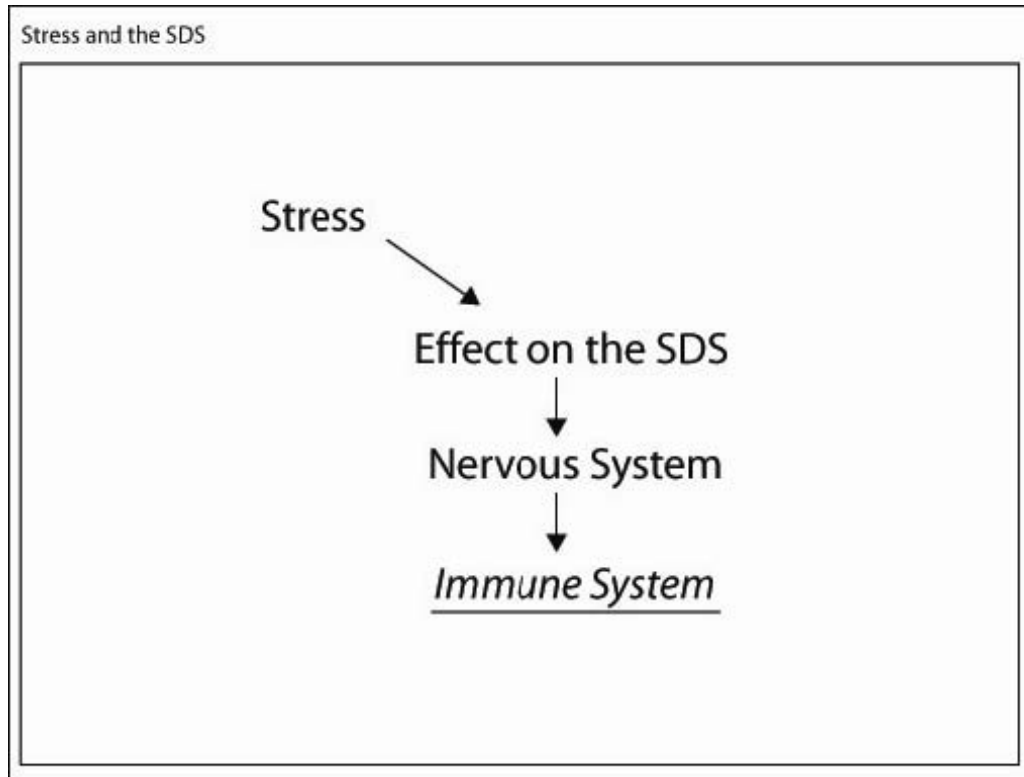 Stress and the SDS
Stress
Effect on the SDS
Nervous System
Immune System